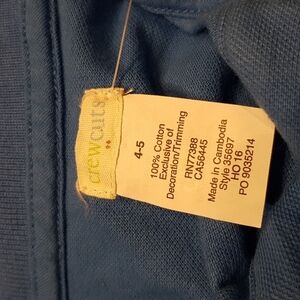 crewcuts
4-5
100% Cotton
Exclusive of
Decoration/Trimming
RN77388
CA56445
Made in Cambodia
Style 35697
HO 16
PO 9035214